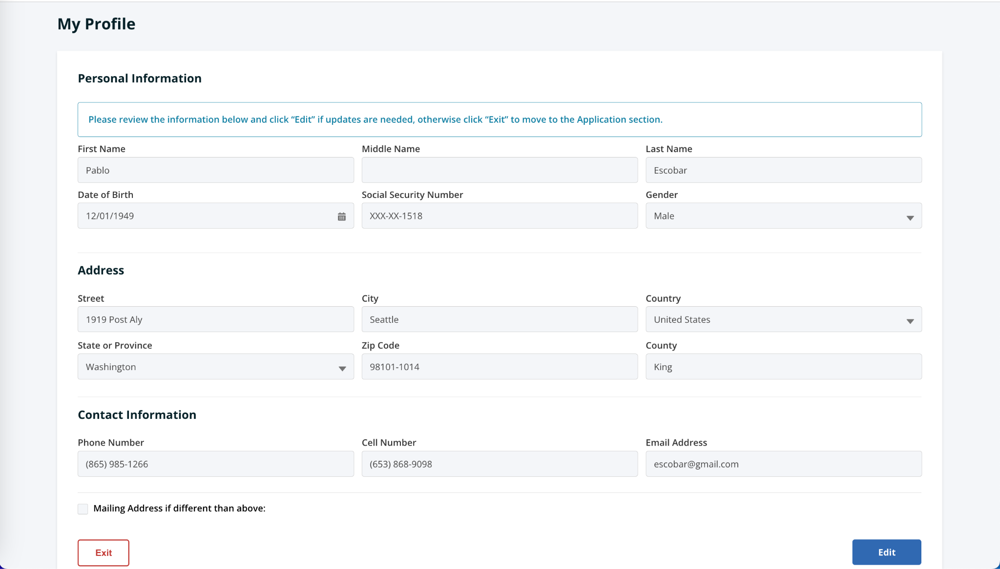 My Profile
Personal Information
Please review the information below and click “Edit” if updates are needed, otherwise click “Exit” to move to the Application section.
First Name Middle Name Last Name
Pablo Escobar
Date of Birth Social Security Number Gender
12/01/1949 XXX-XX-1518 Male
Address
Street City Country
1919 Post Aly Seattle United States
State or Province Zip Code County
Washington 98101-1014 King
Contact Information
Phone Number Cell Number Email Address
(865) 985-1266 (653) 868-9098 escobar@gmail.com
Mailing Address if different than above:
Exit Edit